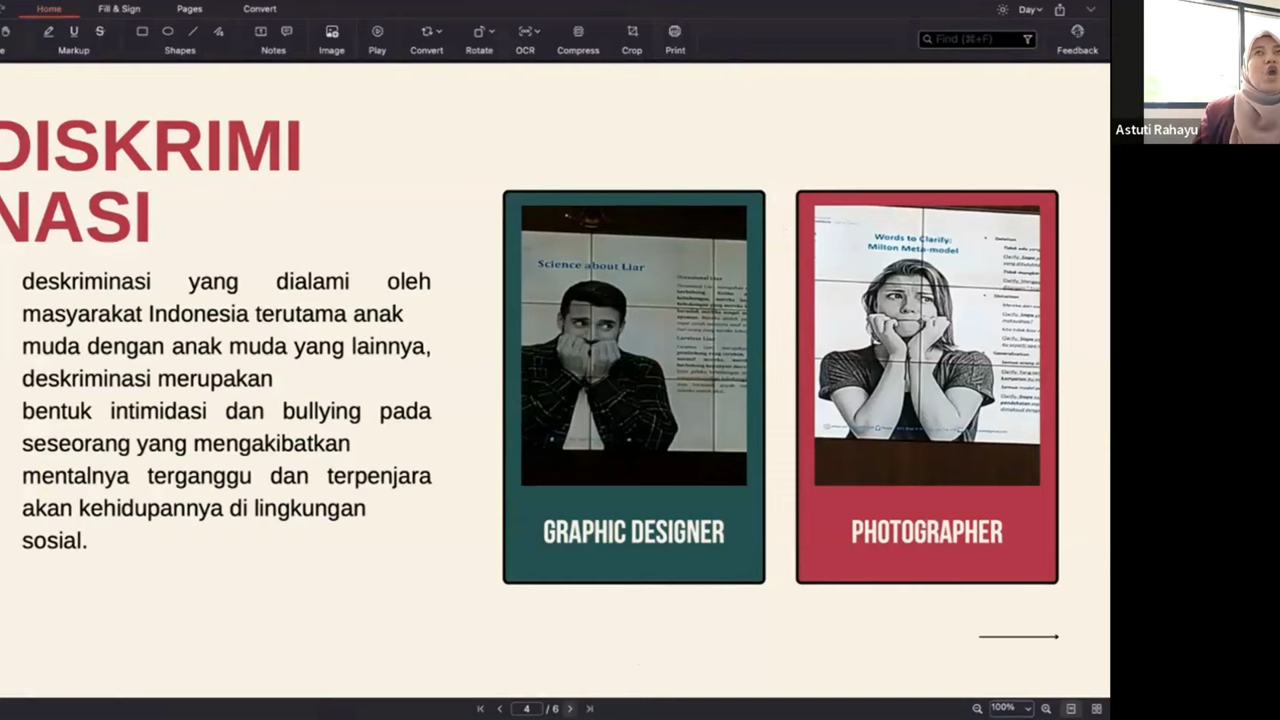 Home Fill & Sign Pages Convert
Day
Markup Shapes Notes Image Play Convert Rotate OCR Compress Crop Print
Find (⌘+F)
Feedback
Astuti Rahayu
DISKRIMI
NASI
deskriminasi yang dialami oleh
masyarakat Indonesia terutama anak
muda dengan anak muda yang lainnya,
deskriminasi merupakan
bentuk intimidasi dan bullying pada
seseorang yang mengakibatkan
mentalnya terganggu dan terpenjara
akan kehidupannya di lingkungan
sosial.
Science about Liar
GRAPHIC DESIGNER
Words to Clarify:
Milton Meta-model
PHOTOGRAPHER
4 / 6
100%